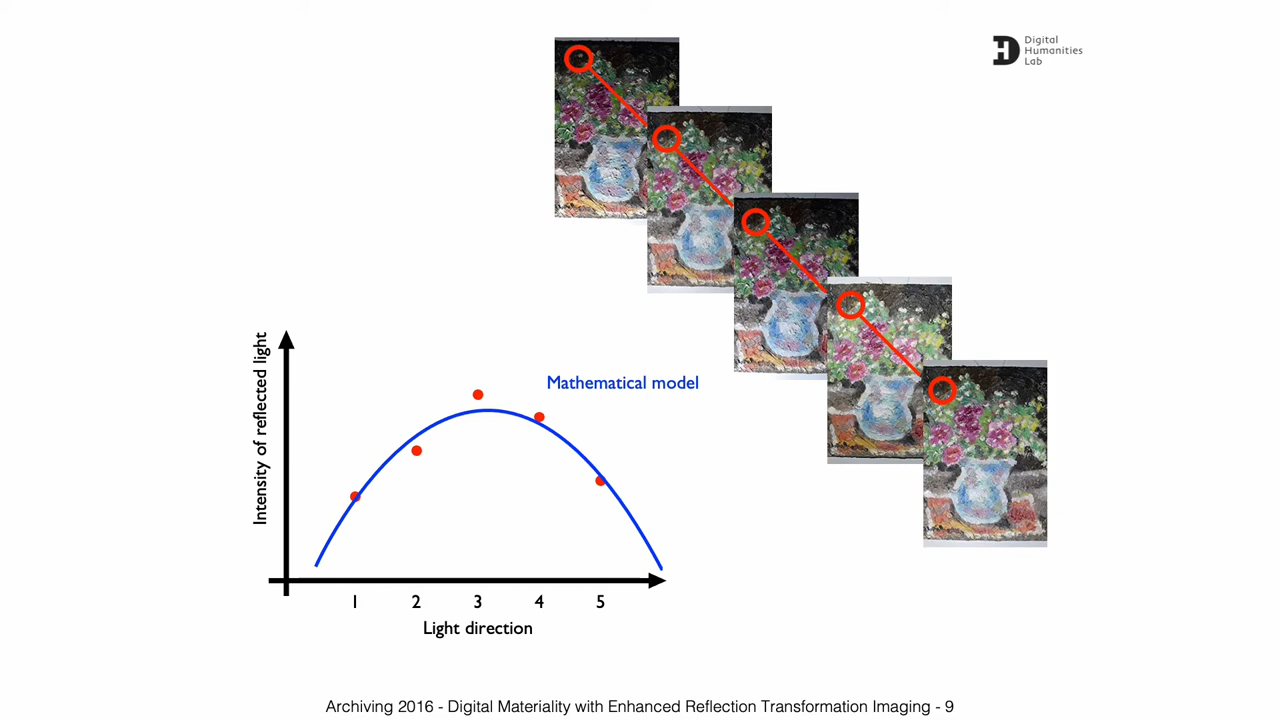 Digital
Humanities
Lab
Intensity of reflected light
Mathematical model
1 2 3 4 5
Light direction
Archiving 2016 - Digital Materiality with Enhanced Reflection Transformation Imaging - 9